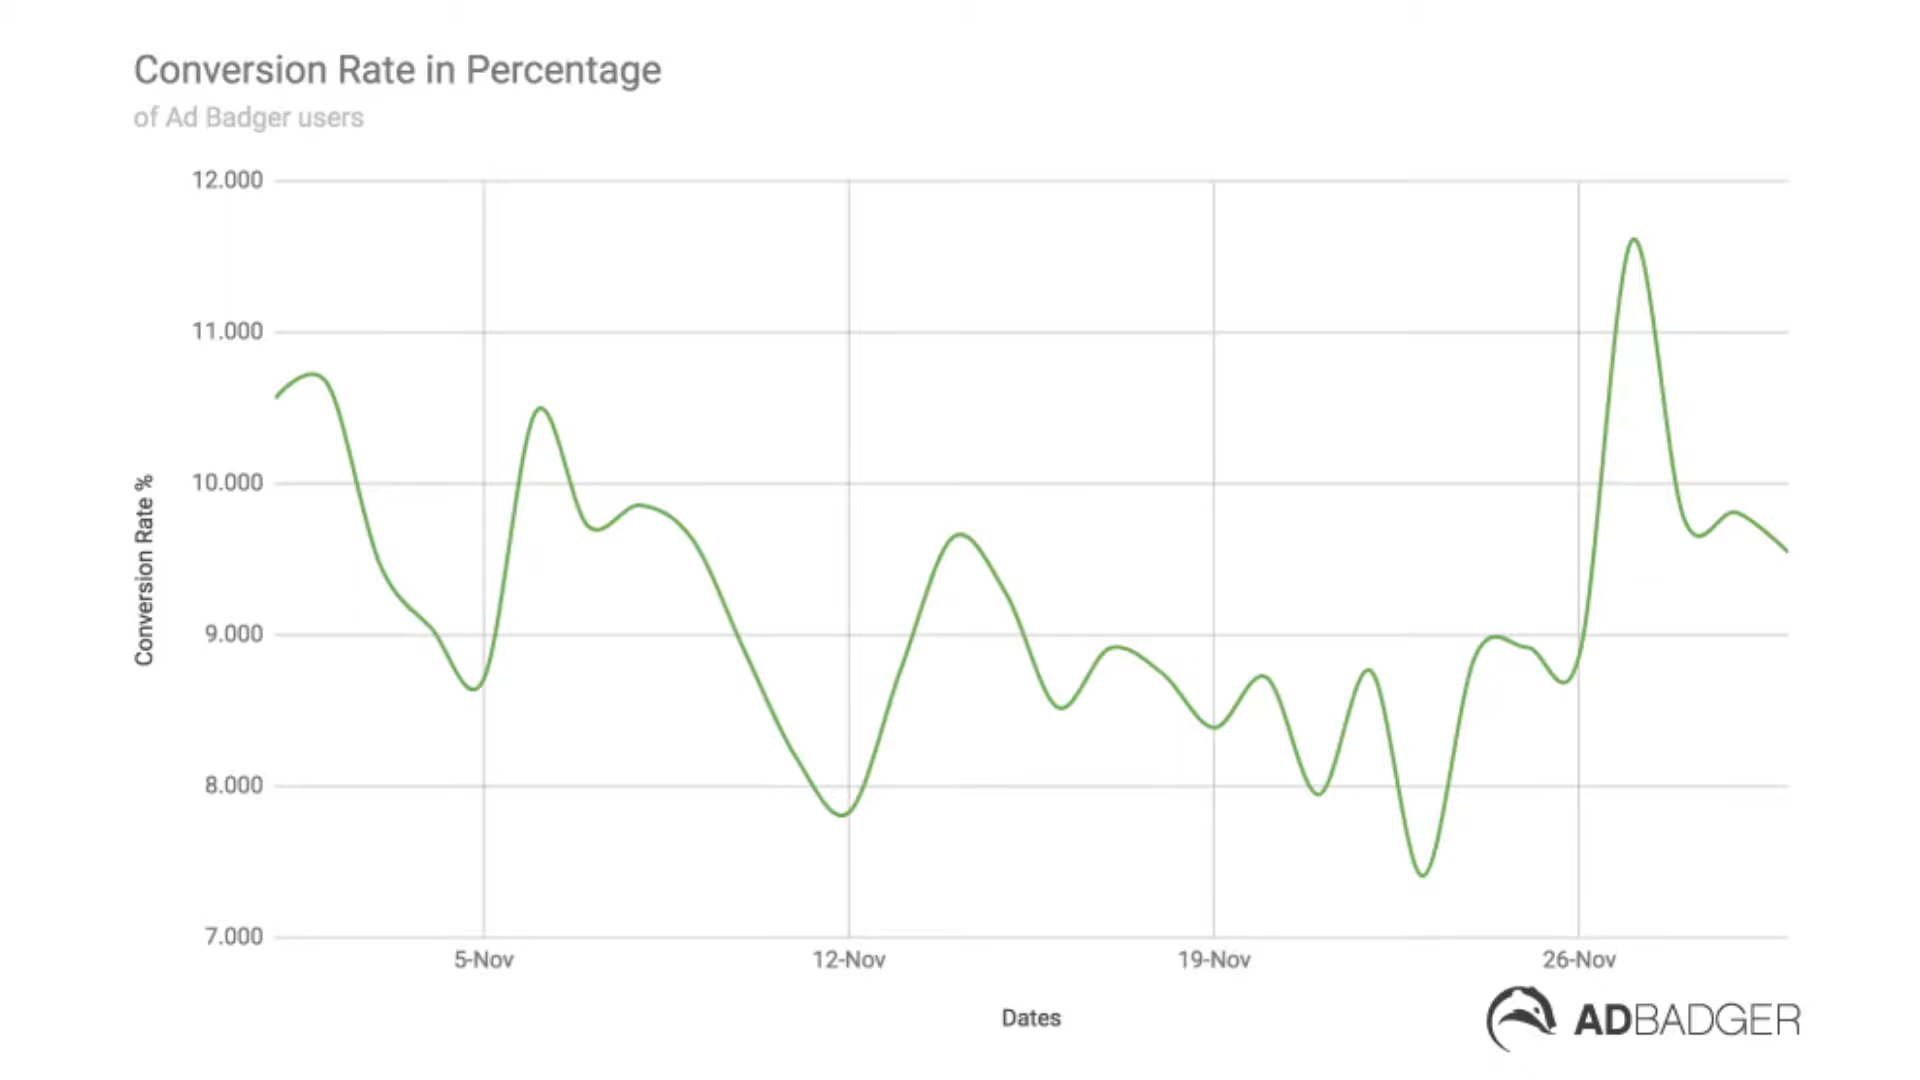 Conversion Rate in Percentage
of Ad Badger users
12.000
11.000
10.000
9.000
8.000
7.000
Conversion Rate %
5-Nov
12-Nov
19-Nov
26-Nov
Dates
ADBADGER